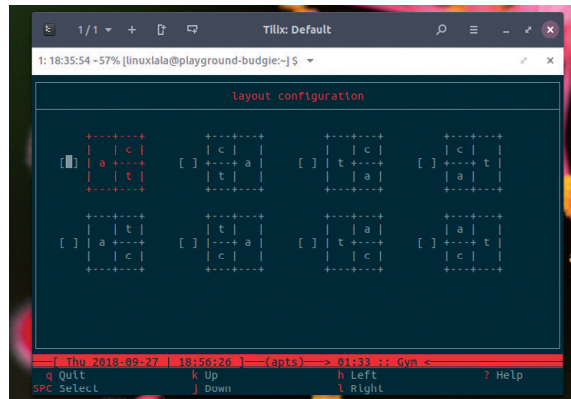 1/1 Tilix: Default
1: 18:35:54 ~57% [linuxlala@playground-budgie:~] $
layout configuration
+---+---+ +---+---+ +---+---+ +---+---+
| | c | | c | | | | c | | c | |
[ ] | a +---+ [ ] +---+ a | [ ] | t +---+ [ ] +---+ t |
| | t | | t | | | | a | | a | |
+---+---+ +---+---+ +---+---+ +---+---+
+---+---+ +---+---+ +---+---+ +---+---+
| | t | | t | | | | a | | a | |
[ ] | a +---+ [ ] |---+ a | [ ] | t +---+ [ ] +---+ t |
| | c | | c | | | | c | | c | |
+---+---+ +---+---+ +---+---+ +---+---+
[ Thu 2018-09-27 | 18:56:26 ]——(apts)——> 01:33 :: Gym <
q Quit k Up h Left ? Help
SPC Select j Down l Right